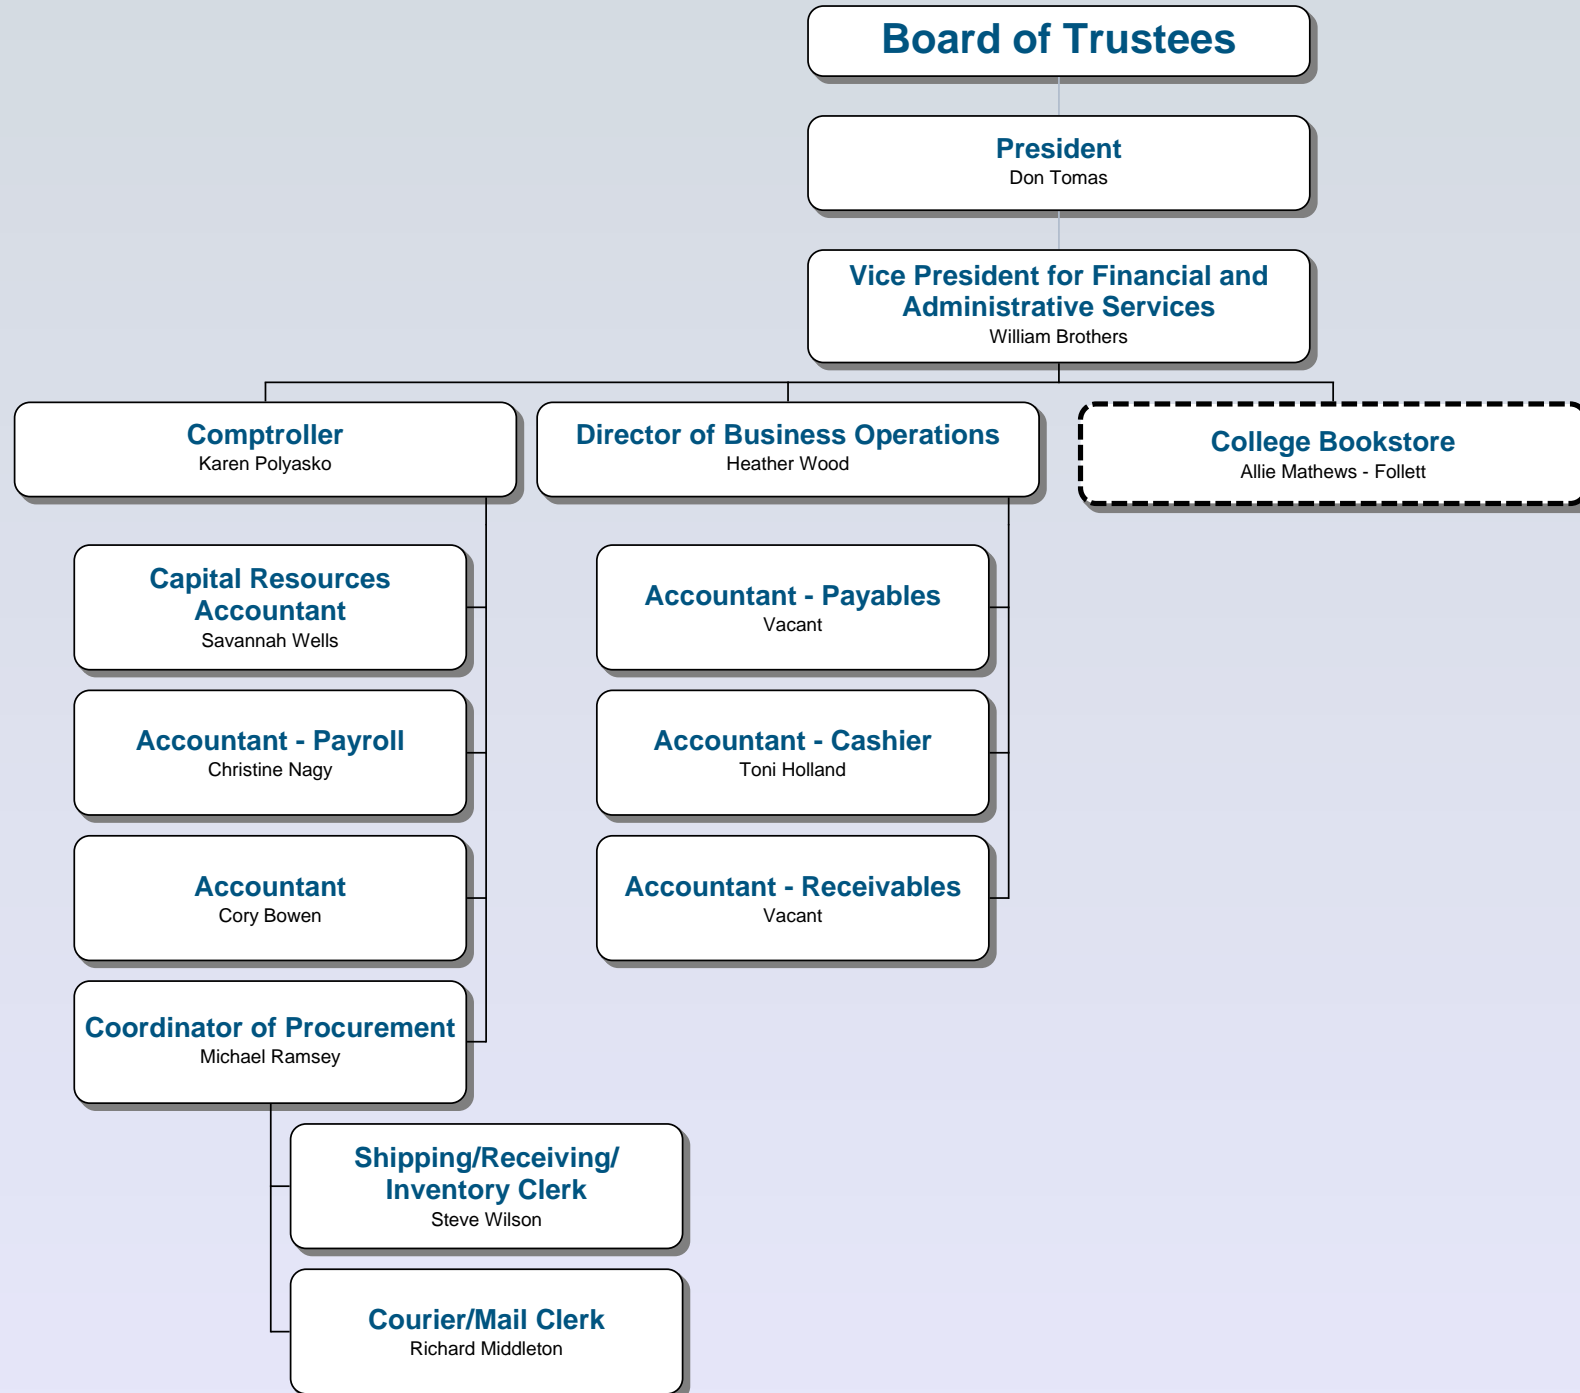 Board of Trustees
President
Don Tomas
Vice President for Financial and
Administrative Services
William Brothers
Comptroller
Karen Polyasko
Director of Business Operations
Heather Wood
College Bookstore
Allie Mathews - Follett
Capital Resources
Accountant
Savannah Wells
Accountant - Payroll
Christine Nagy
Accountant
Cory Bowen
Coordinator of Procurement
Michael Ramsey
Shipping/Receiving/
Inventory Clerk
Steve Wilson
Courier/Mail Clerk
Richard Middleton
Accountant - Payables
Vacant
Accountant - Cashier
Toni Holland
Accountant - Receivables
Vacant